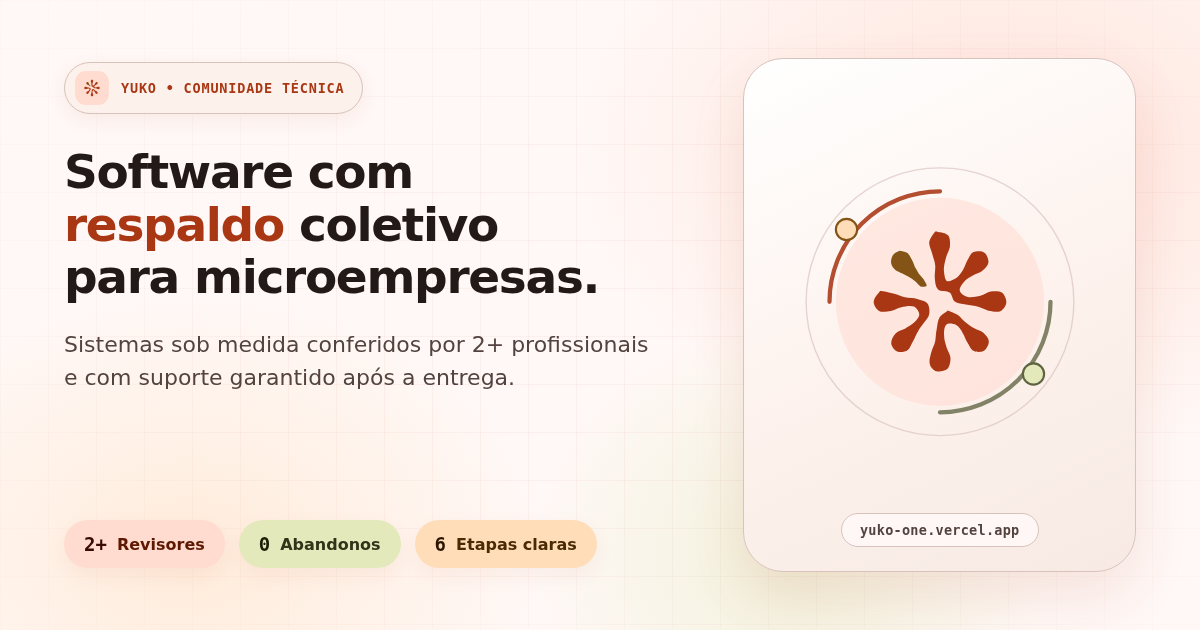 YUKO • COMUNIDADE TÉCNICA
Software com
respaldo coletivo
para microempresas.
Sistemas sob medida conferidos por 2+ profissionais
e com suporte garantido após a entrega.
2+ Revisores
0 Abandonos
6 Etapas claras
yuko-one.vercel.app